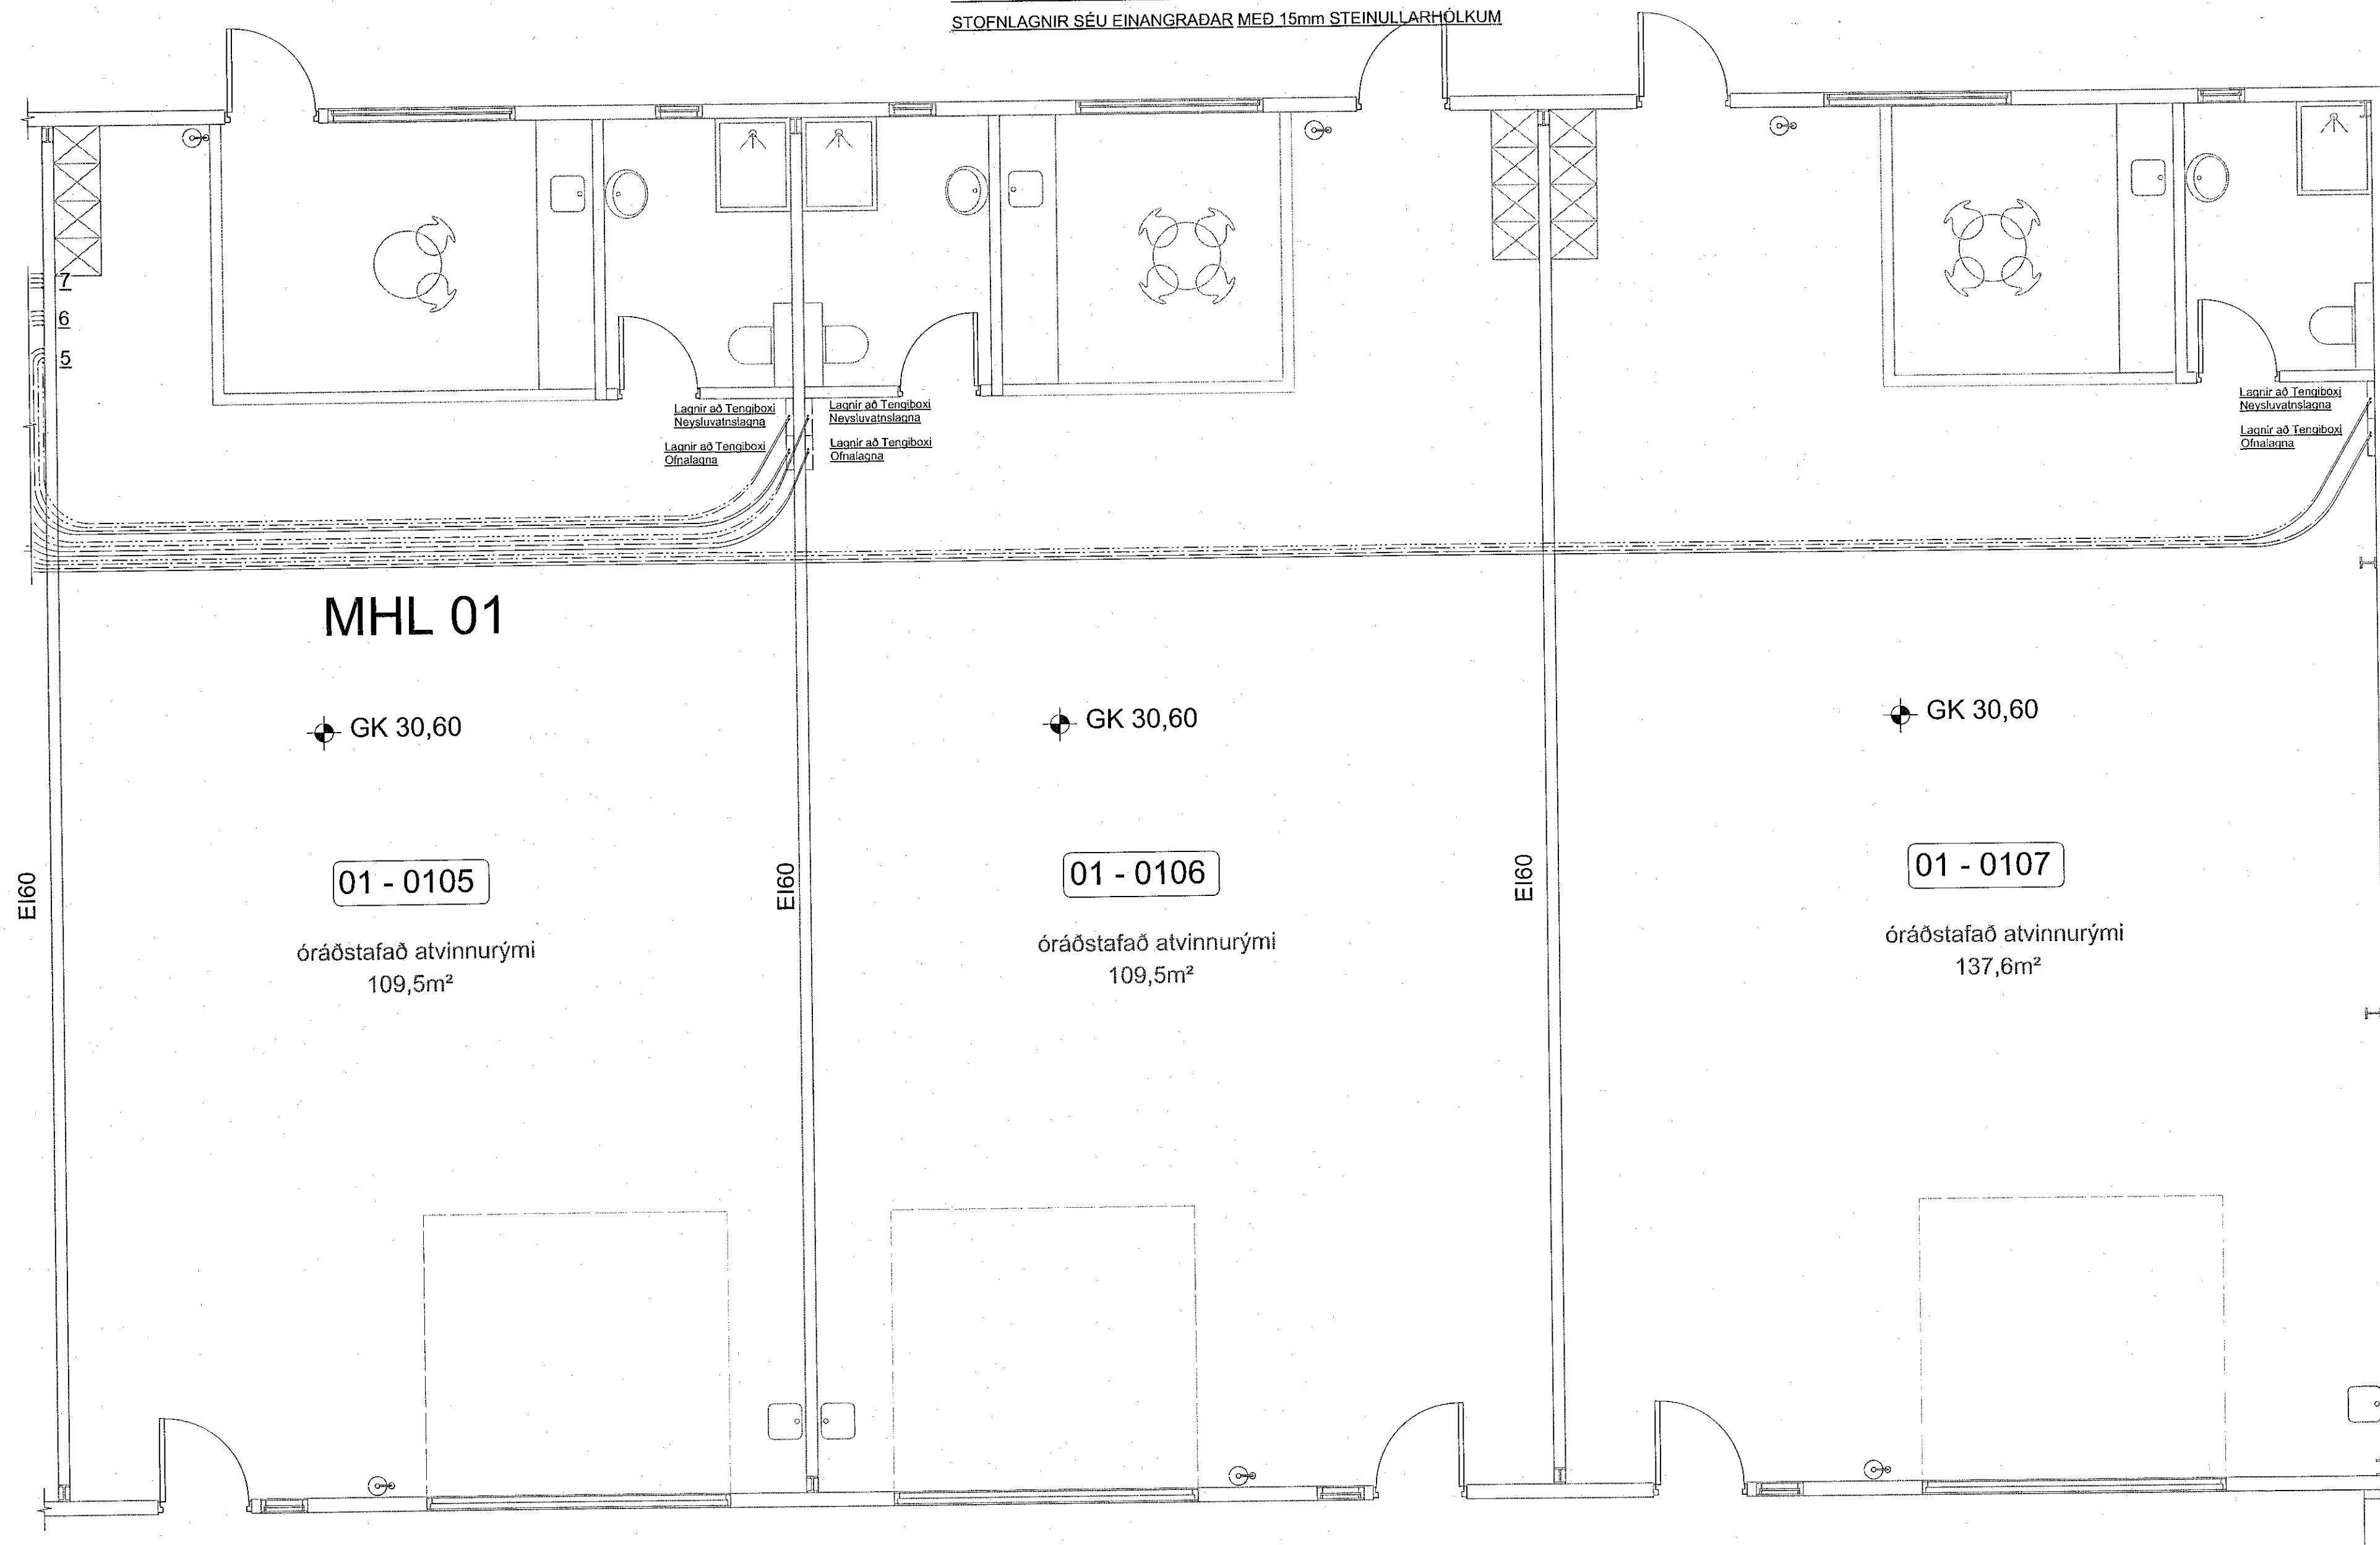 STOFNLAGNIR SÉU EINANGRAÐAR MEÐ 15mm STEINULLARHÓLKUM
7
6
5
Lagnir að Tengiboxi
Neysluvatnslagna
Lagnir að Tengiboxi
Ofnalagna
Lagnir að Tengiboxi
Neysluvatnslagna
Lagnir að Tengiboxi
Ofnalagna
Lagnir að Tengiboxi
Neysluvatnslagna
Lagnir að Tengiboxi
Ofnalagna
MHL 01
GK 30,60
GK 30,60
GK 30,60
EI60
01 - 0105
EI60
01 - 0106
EI60
01 - 0107
óráðstafað atvinnurými
109,5m²
óráðstafað atvinnurými
109,5m²
óráðstafað atvinnurými
137,6m²